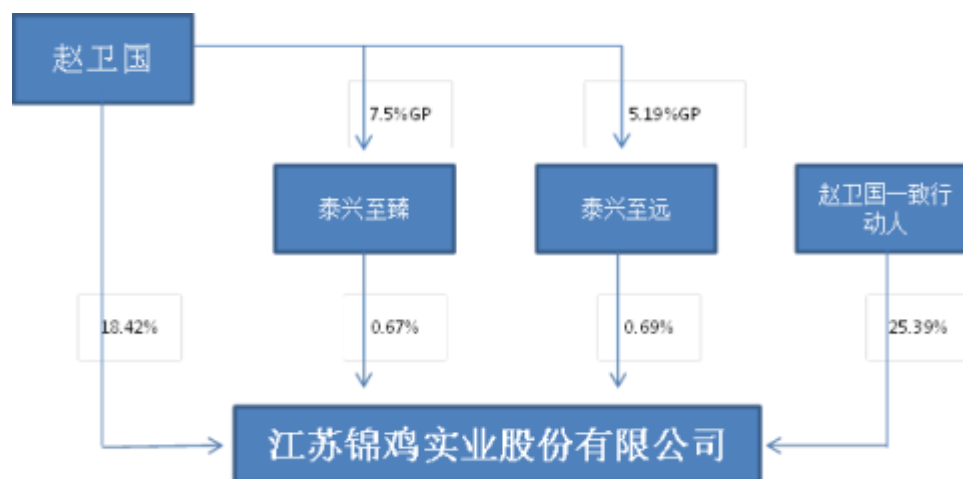 赵卫国
7.5%GP
5.19%GP
泰兴至臻
泰兴至远
赵卫国一致行
动人
18.42%
0.67%
0.69%
25.39%
江苏锦鸡实业股份有限公司